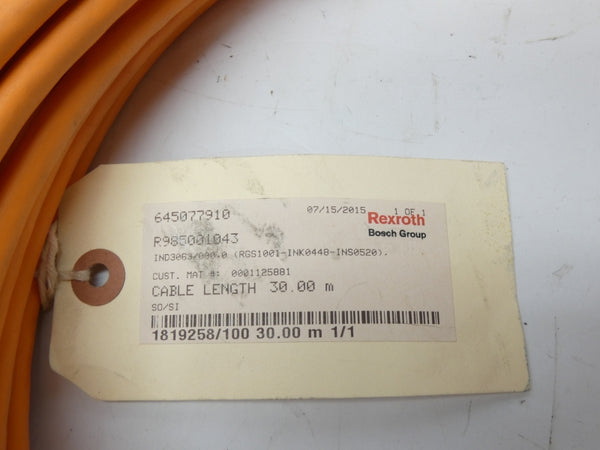 645077910 07/15/2015 1 OF 1
Rexroth
Bosch Group
R985001043
IND3063/000.0 (RGS1001-INK0448-INS0520),
CUST. MAT #: 0001125881
CABLE LENGTH 30.00 m
SO/SI
1819258/100 30.00 m 1/1